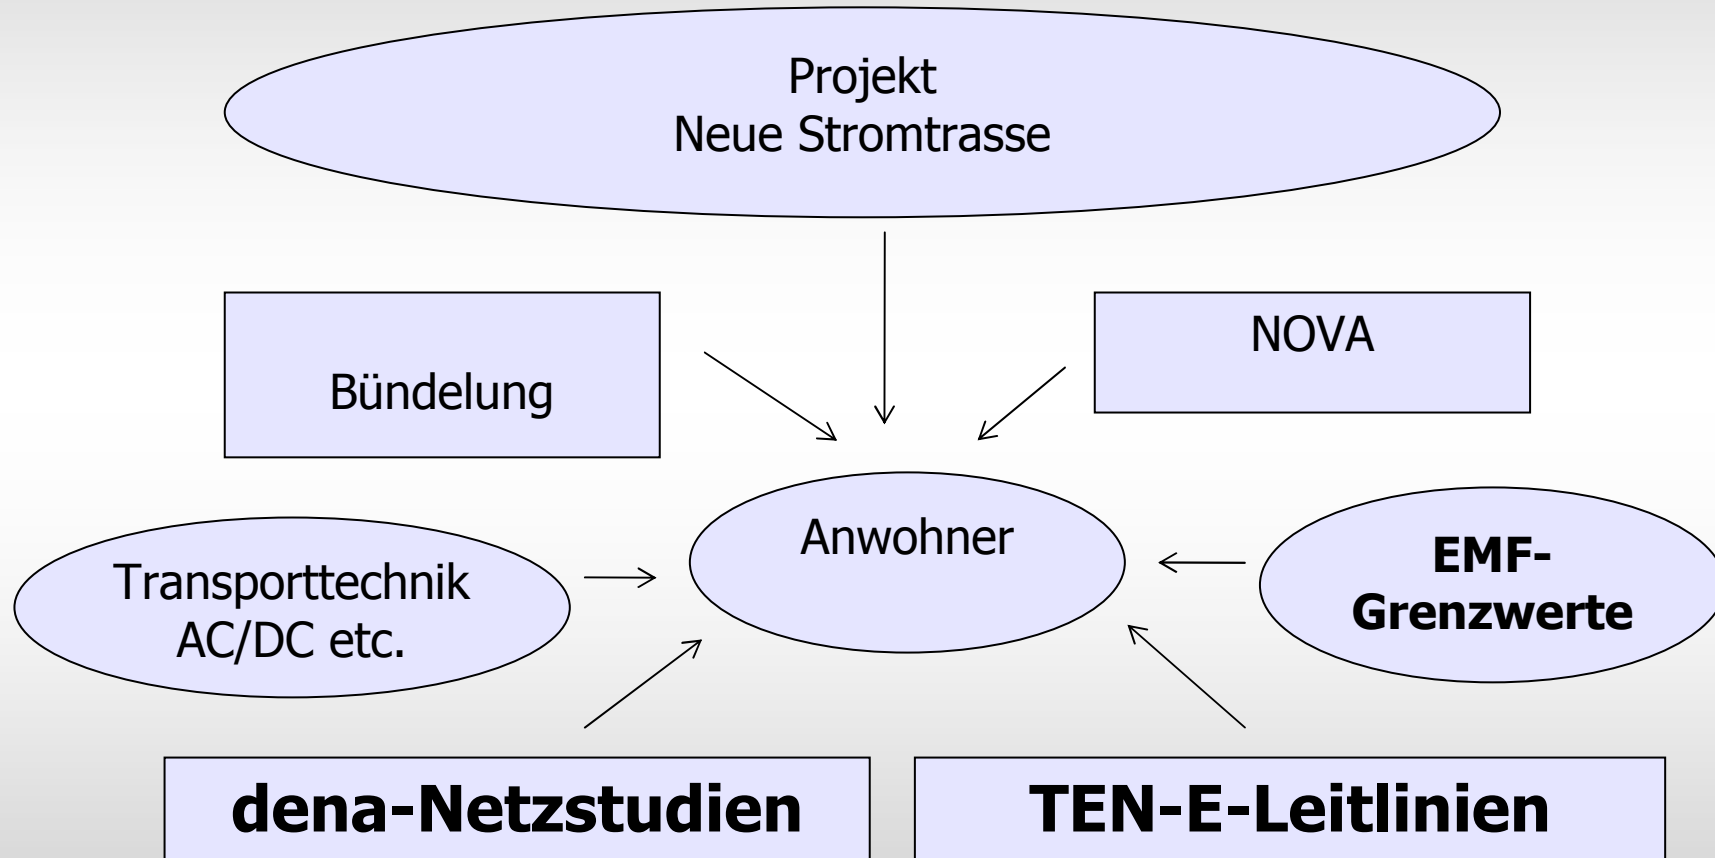 Projekt
Neue Stromtrasse
Bündelung
NOVA
Anwohner
Transporttechnik
AC/DC etc.
EMF-
Grenzwerte
dena-Netzstudien
TEN-E-Leitlinien